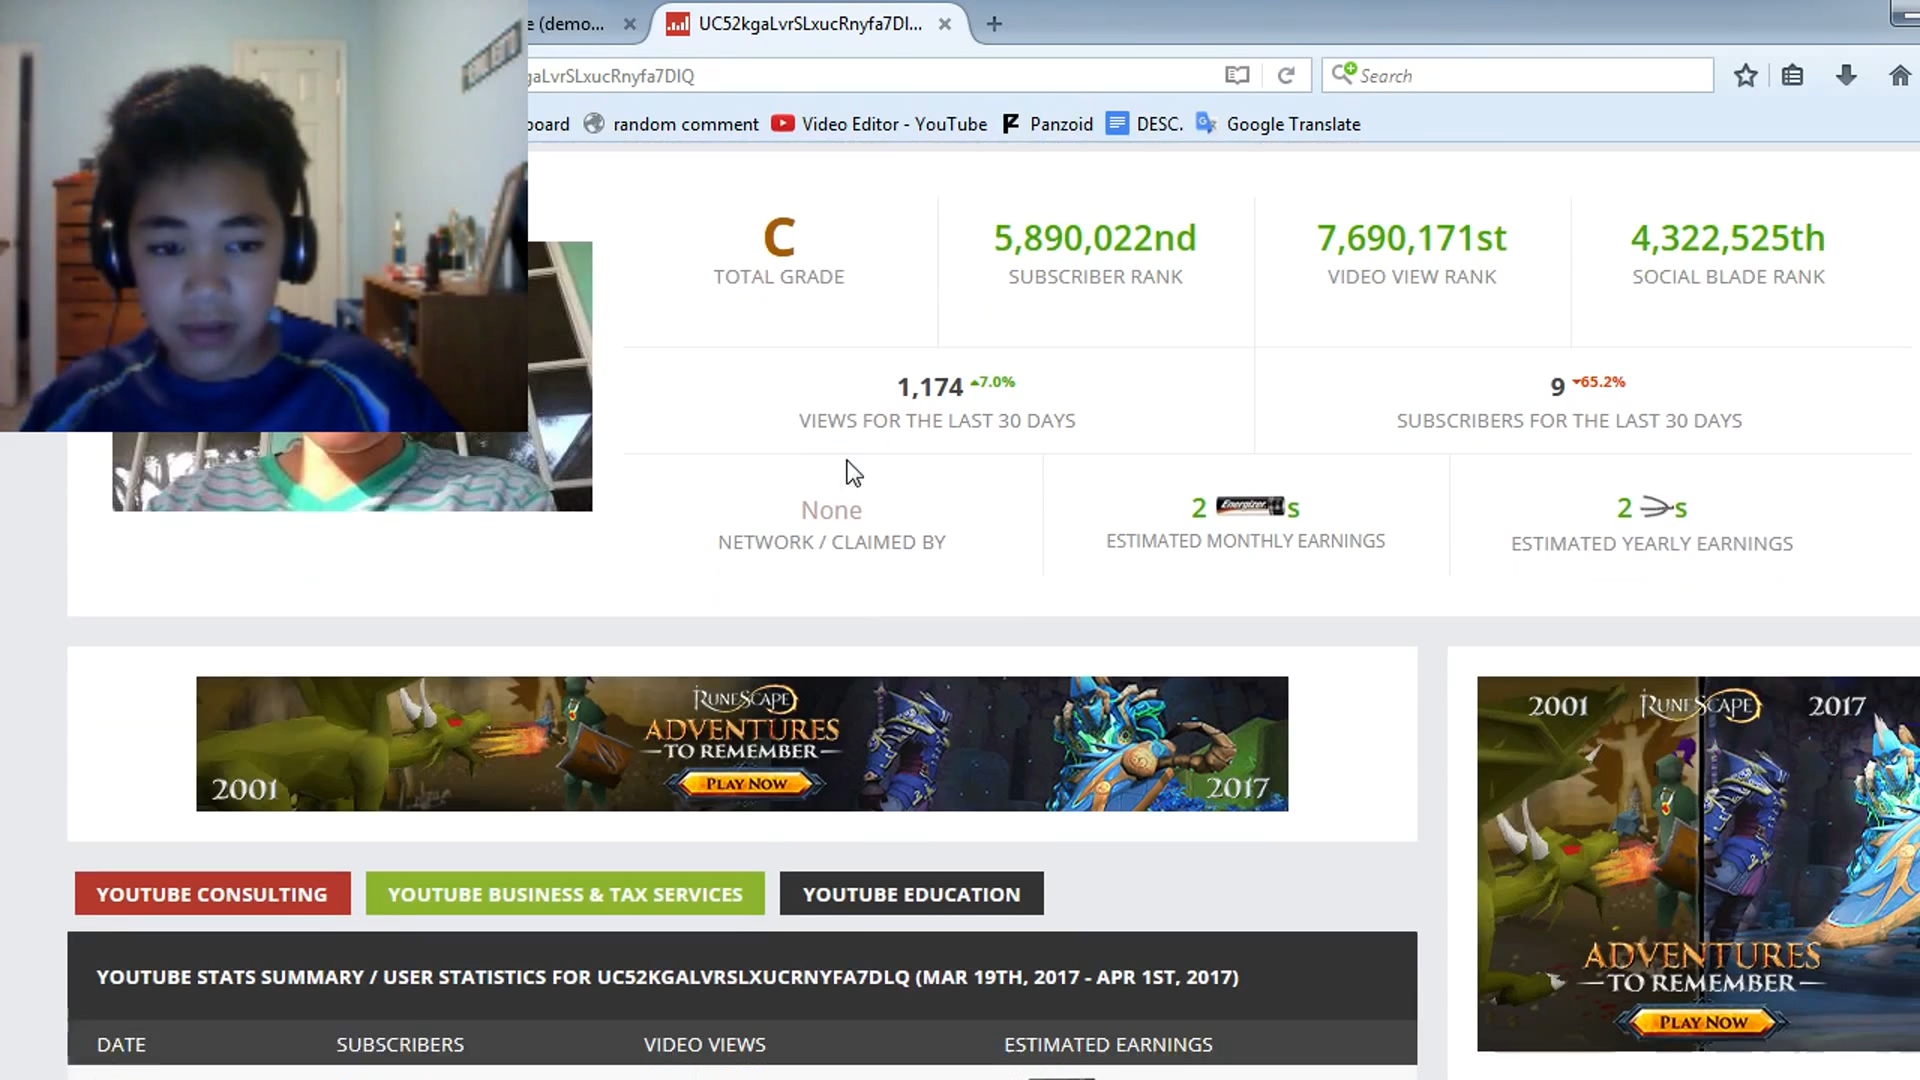 e (demo...
UC52kgaLvrSLxucRnyfa7Dl...
gaLvrSLxucRnyfa7DlQ
Search
board
random comment
Video Editor - YouTube
Panzoid
DESC.
Google Translate
C
TOTAL GRADE
5,890,022nd
SUBSCRIBER RANK
7,690,171st
VIDEO VIEW RANK
4,322,525th
SOCIAL BLADE RANK
1,174 7.0%
VIEWS FOR THE LAST 30 DAYS
9 65.2%
SUBSCRIBERS FOR THE LAST 30 DAYS
None
NETWORK / CLAIMED BY
2 Energizer s
ESTIMATED MONTHLY EARNINGS
2 s
ESTIMATED YEARLY EARNINGS
RUNESCAPE
ADVENTURES
TO REMEMBER
PLAY NOW
2001
2017
2001
RUNESCAPE
2017
ADVENTURES
TO REMEMBER
PLAY NOW
YOUTUBE CONSULTING
YOUTUBE BUSINESS & TAX SERVICES
YOUTUBE EDUCATION
YOUTUBE STATS SUMMARY / USER STATISTICS FOR UC52KGALVRSLXUCRNYFA7DLQ (MAR 19TH, 2017 - APR 1ST, 2017)
DATE
SUBSCRIBERS
VIDEO VIEWS
ESTIMATED EARNINGS